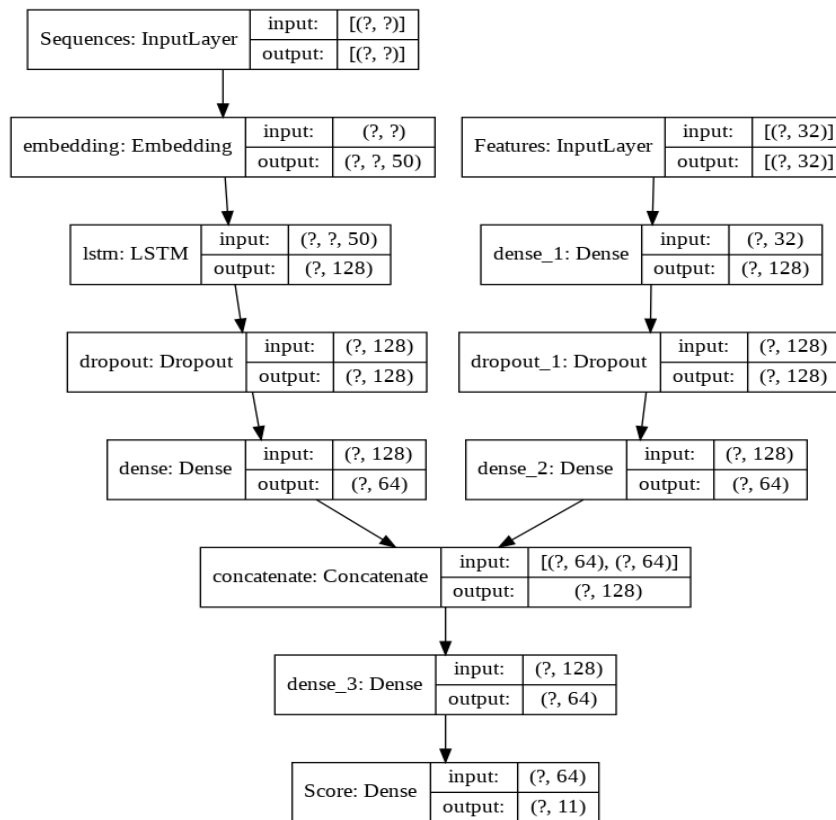 Sequences: InputLayer
input: [(?, ?)]
output: [(?, ?)]
embedding: Embedding
input: (?, ?)
output: (?, ?, 50)
Features: InputLayer
input: [(?, 32)]
output: [(?, 32)]
lstm: LSTM
input: (?, ?, 50)
output: (?, 128)
dense_1: Dense
input: (?, 32)
output: (?, 128)
dropout: Dropout
input: (?, 128)
output: (?, 128)
dropout_1: Dropout
input: (?, 128)
output: (?, 128)
dense: Dense
input: (?, 128)
output: (?, 64)
dense_2: Dense
input: (?, 128)
output: (?, 64)
concatenate: Concatenate
input: [(?, 64), (?, 64)]
output: (?, 128)
dense_3: Dense
input: (?, 128)
output: (?, 64)
Score: Dense
input: (?, 64)
output: (?, 11)